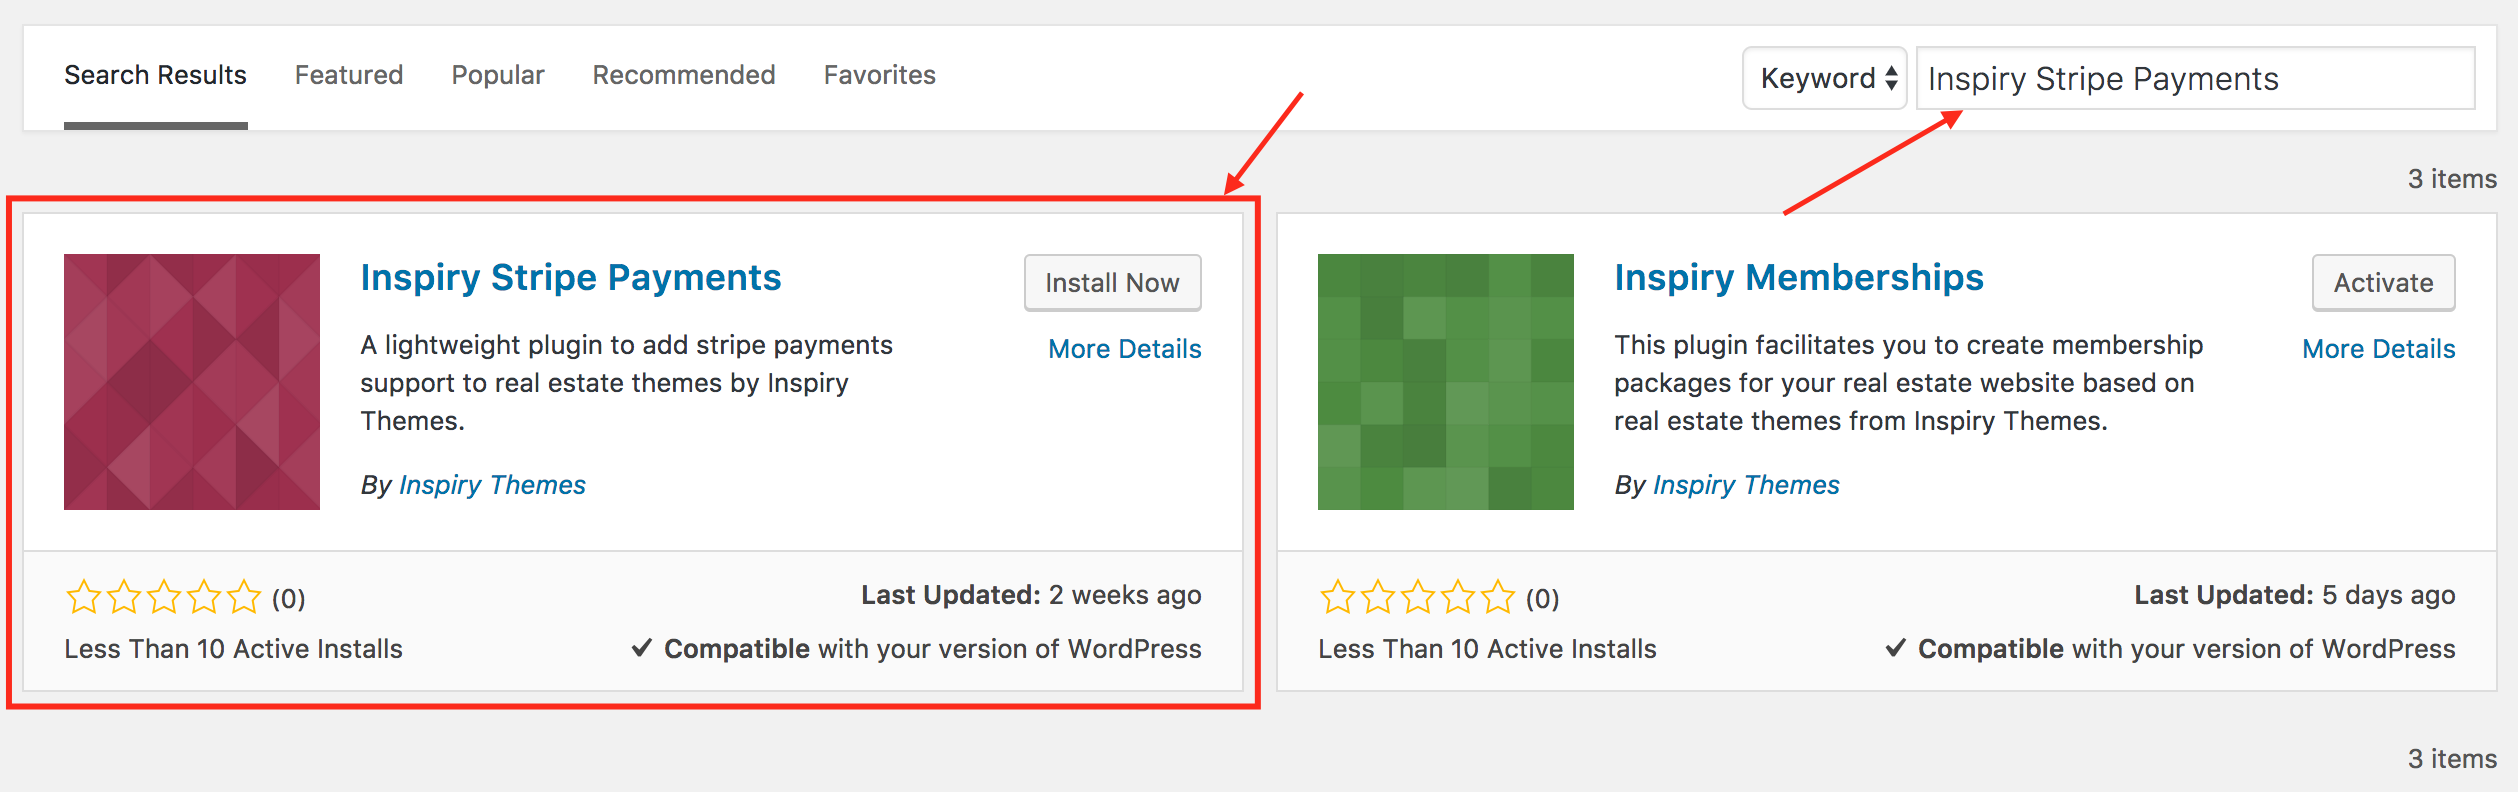 Search Results Featured Popular Recommended Favorites Keyword Inspiry Stripe Payments
3 items
Inspiry Stripe Payments
Install Now
A lightweight plugin to add stripe payments
support to real estate themes by Inspiry
Themes.
More Details
By Inspiry Themes
(0)
Last Updated: 2 weeks ago
Less Than 10 Active Installs
Compatible with your version of WordPress
Inspiry Memberships
Activate
This plugin facilitates you to create membership
packages for your real estate website based on
real estate themes from Inspiry Themes.
More Details
By Inspiry Themes
(0)
Last Updated: 5 days ago
Less Than 10 Active Installs
Compatible with your version of WordPress
3 items